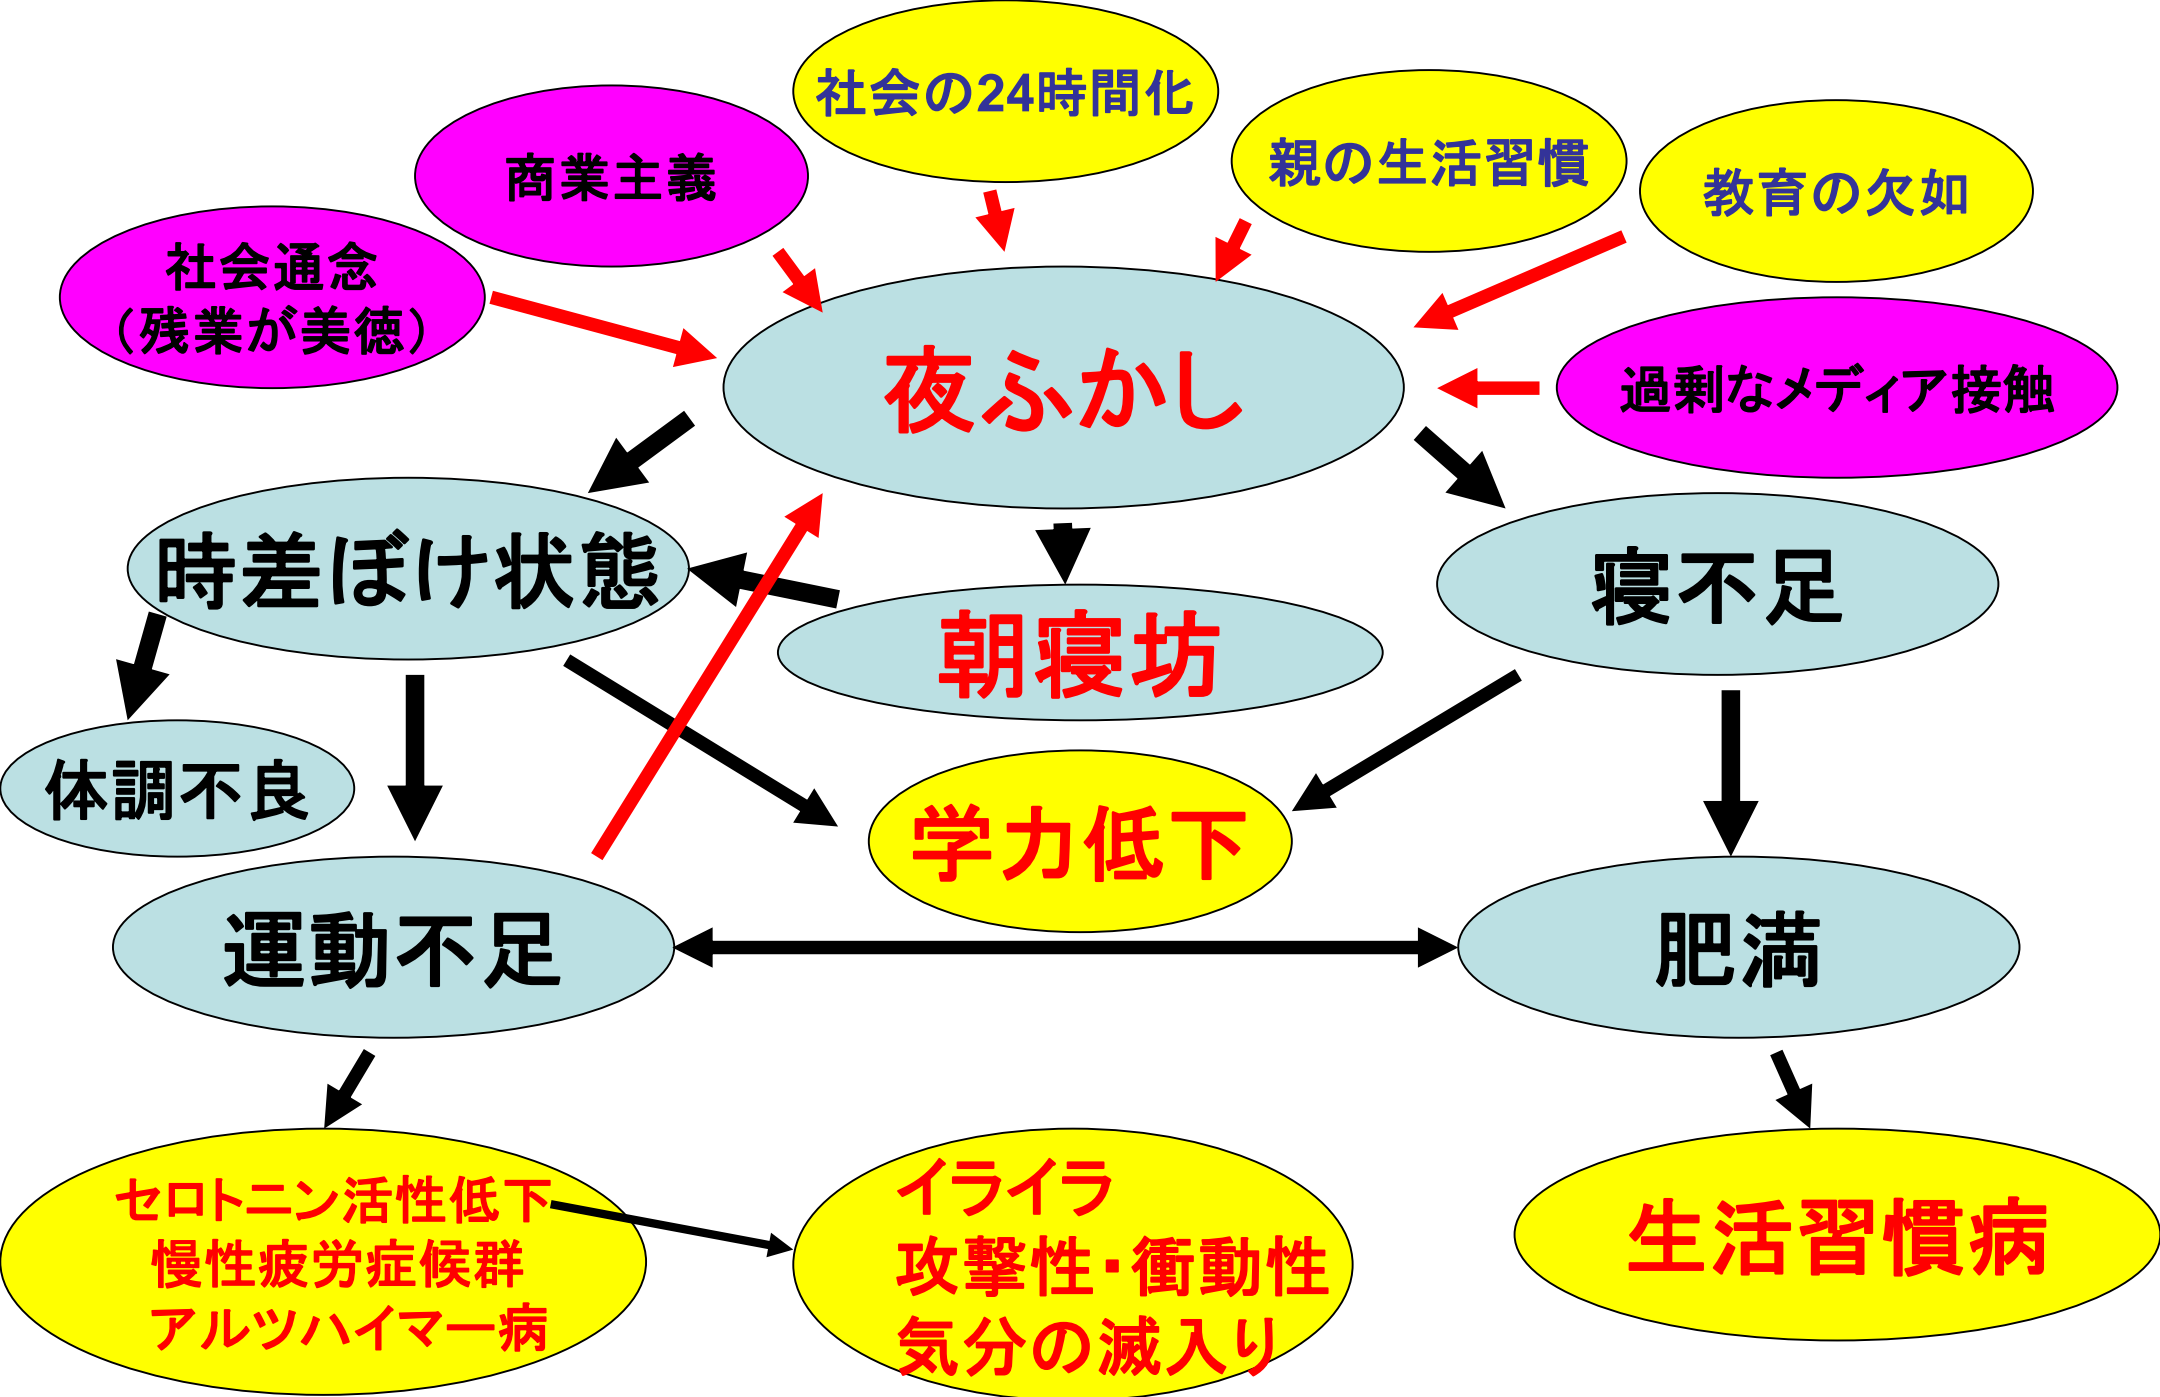 社会の24時間化
商業主義
親の生活習慣
教育の欠如
社会通念
（残業が美徳）
夜ふかし
過剰なメディア接触
時差ぼけ状態
寝不足
朝寝坊
体調不良
学力低下
運動不足
肥満
セロトニン活性低下
慢性疲労症候群
アルツハイマー病
イライラ
攻撃性・衝動性
気分の滅入り
生活習慣病